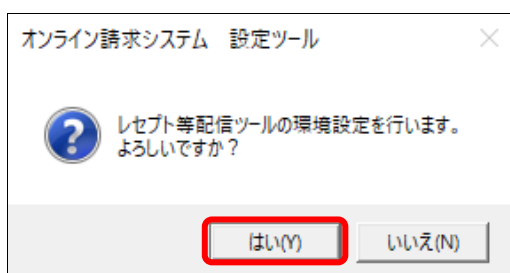 オンライン請求システム　設定ツール
レセプト等配信ツールの環境設定を行います。
よろしいですか？
はい(Y)
いいえ(N)